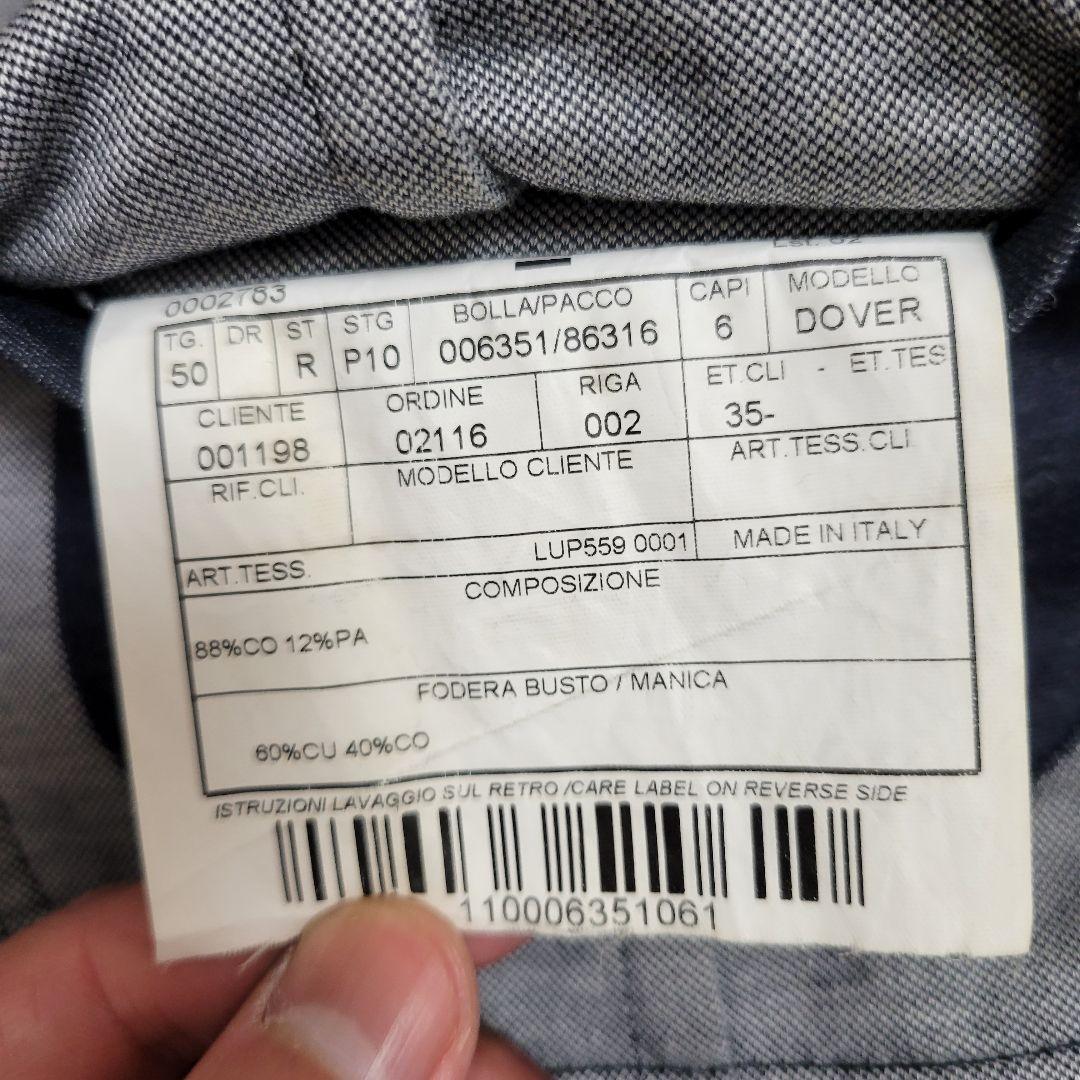 0002763
TG. DR ST STG BOLLA/PACCO CAPI MODELLO
50 R P10 006351/86316 6 DOVER
CLIENTE ORDINE RIGA ET.CLI - ET.TES
001198 02116 002 35-
RIF.CLI. MODELLO CLIENTE ART.TESS.CLI.
ART.TESS. LUP559 0001 MADE IN ITALY
COMPOSIZIONE
88%CO 12%PA
FODERA BUSTO / MANICA
60%CU 40%CO
ISTRUZIONI LAVAGGIO SUL RETRO /CARE LABEL ON REVERSE SIDE
110006351061